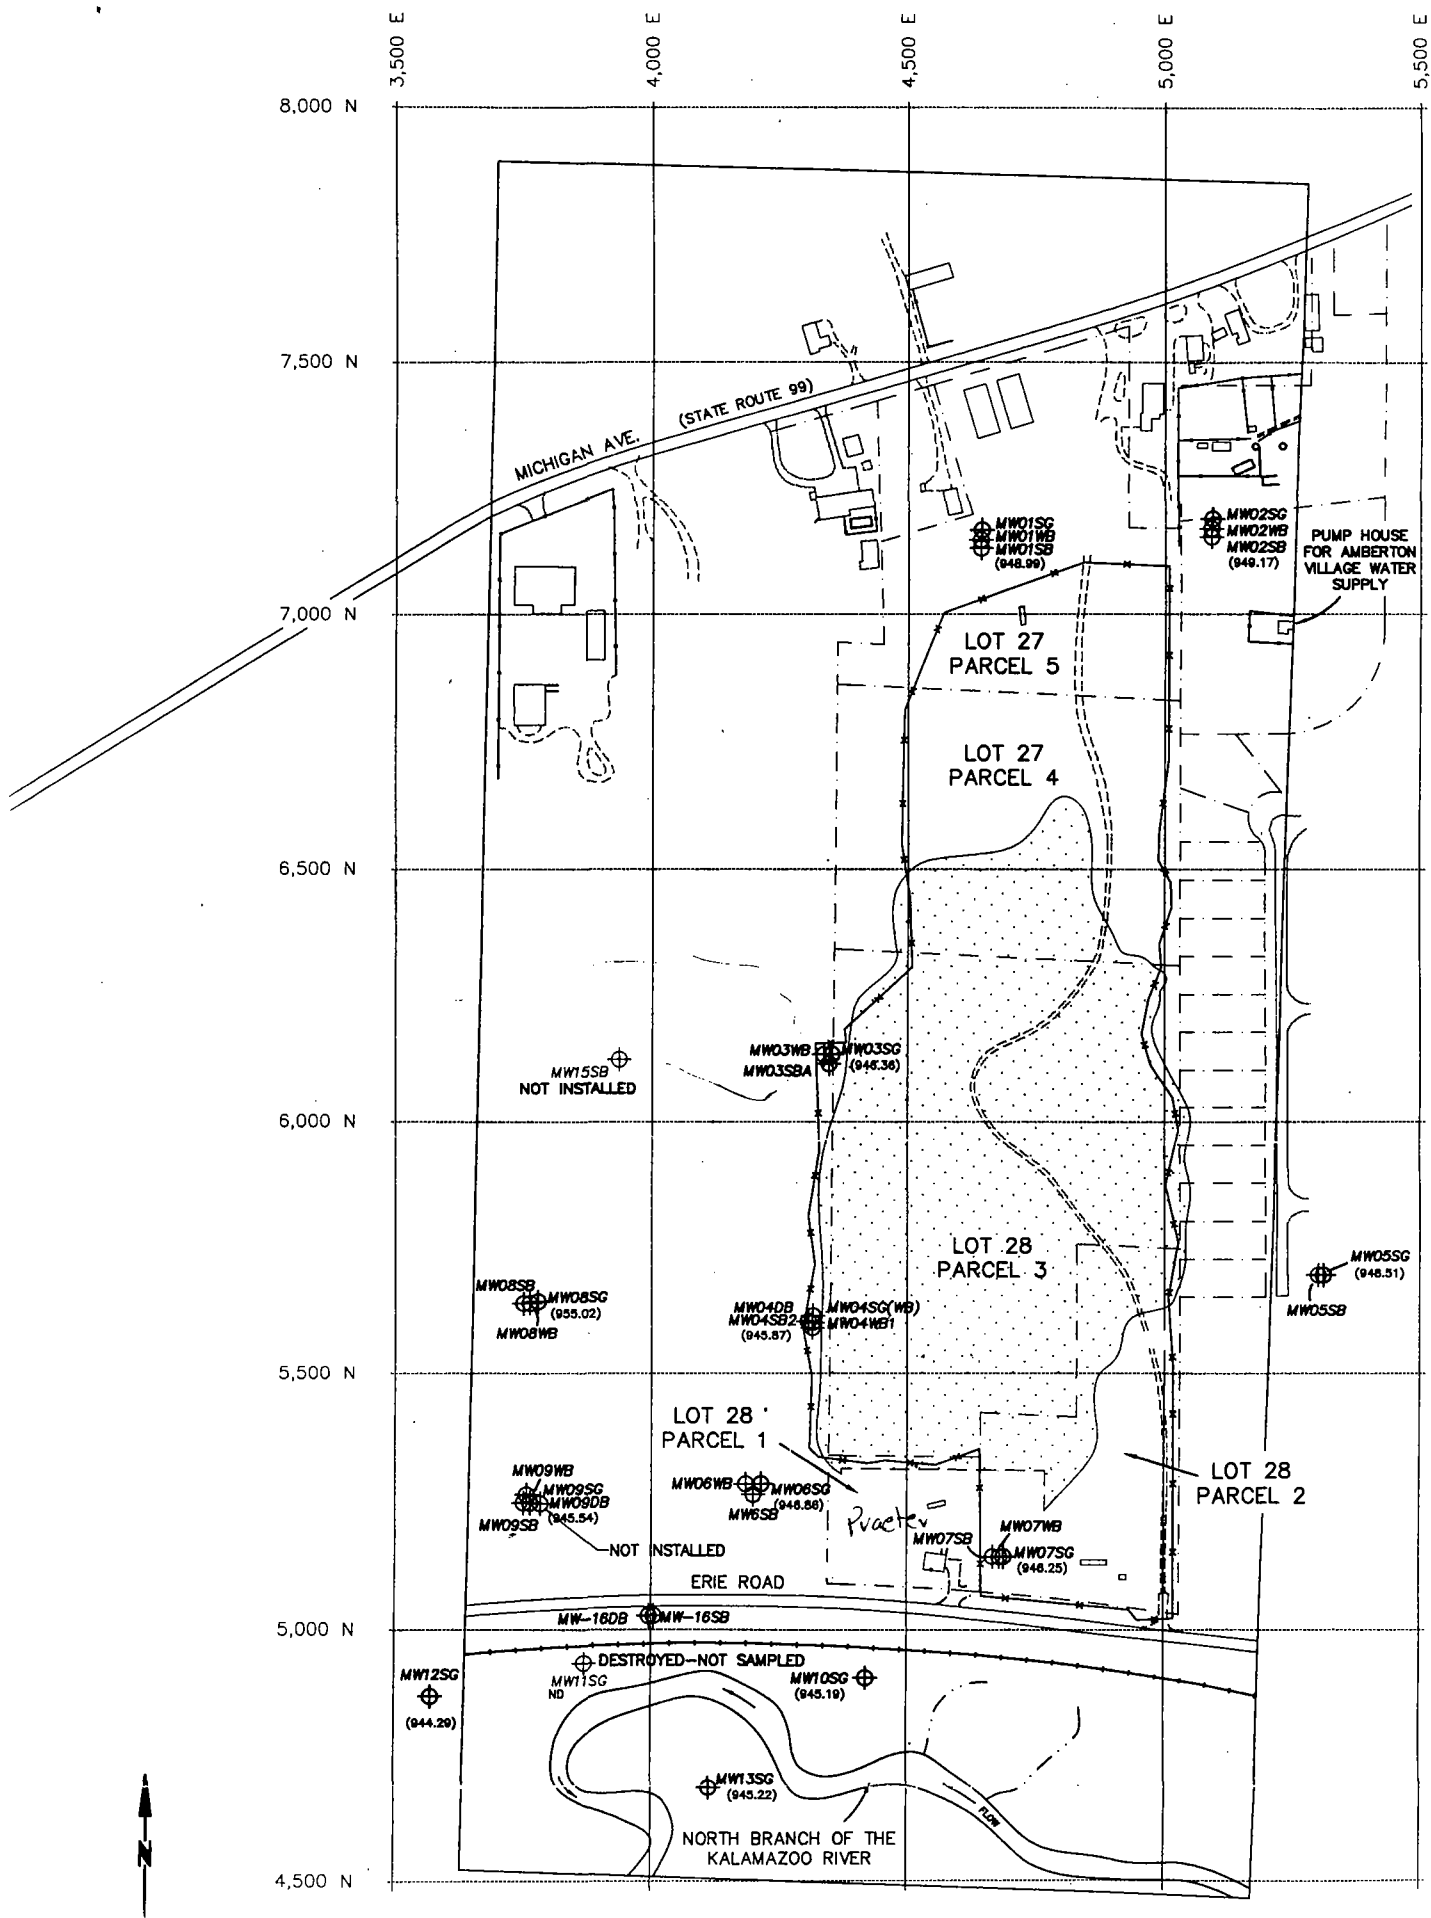 3,500 E
4,000 E
4,500 E
5,000 E
5,500 E
8,000 N
7,500 N
(STATE ROUTE 99)
MICHIGAN AVE.
MW01SG
MW01WB
MW01SB
(948.99)
MW02SG
MW02WB
MW02SB
(949.17)
PUMP HOUSE
FOR AMBERTON
VILLAGE WATER
SUPPLY
7,000 N
LOT 27
PARCEL 5
LOT 27
PARCEL 4
6,500 N
MW03WB
MW03SG
(946.36)
MW03SBA
MW15SB
NOT INSTALLED
6,000 N
LOT 28
PARCEL 3
MW05SG
(948.51)
MW05SB
MW08SB
MW08SG
(955.02)
MW08WB
MW04DB
MW04SG(WB)
MW04SB2
MW04WB1
(945.87)
5,500 N
LOT 28
PARCEL 1
LOT 28
PARCEL 2
MW09WB
MW09SG
MW09DB
(945.54)
MW09SB
NOT INSTALLED
MW06WB
MW06SG
(946.86)
MW6SB
MW07SB
MW07WB
MW07SG
(946.25)
ERIE ROAD
MW-16DB
MW-16SB
5,000 N
DESTROYED-NOT SAMPLED
MW12SG
(944.29)
MW11SG
ND
MW10SG
(945.19)
MW13SG
(945.22)
FLOW
NORTH BRANCH OF THE
KALAMAZOO RIVER
4,500 N
N